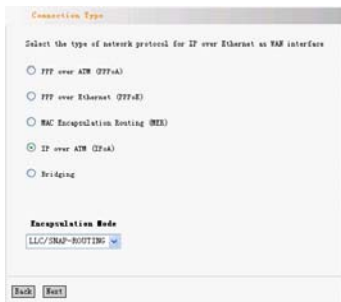 Connection Type
Select the type of network protocol for IP over Ethernet as WAN interface
PPP over ATM (PPPoA)
PPP over Ethernet (PPPoE)
MAC Encapsulation Routing (MER)
IP over ATM (IPoA)
Bridging
Encapsulation Mode
LLC/SNAP-ROUTING
Back Next